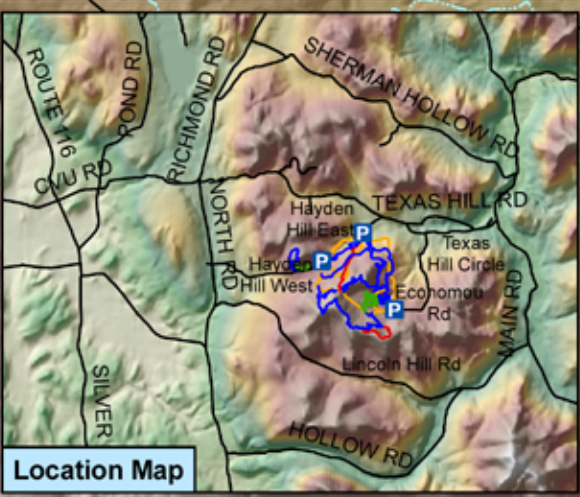 ROUTE 116
POND RD
RICHMOND RD
SHERMAN HOLLOW RD
CVU RD
NORTH RD
TEXAS HILL RD
Hayden
Hill East
P
Texas
Hill Circle
P
Hayden
Hill West
Economou
Rd
P
MAIN RD
Lincoln Hill Rd
SILVER
HOLLOW RD
Location Map